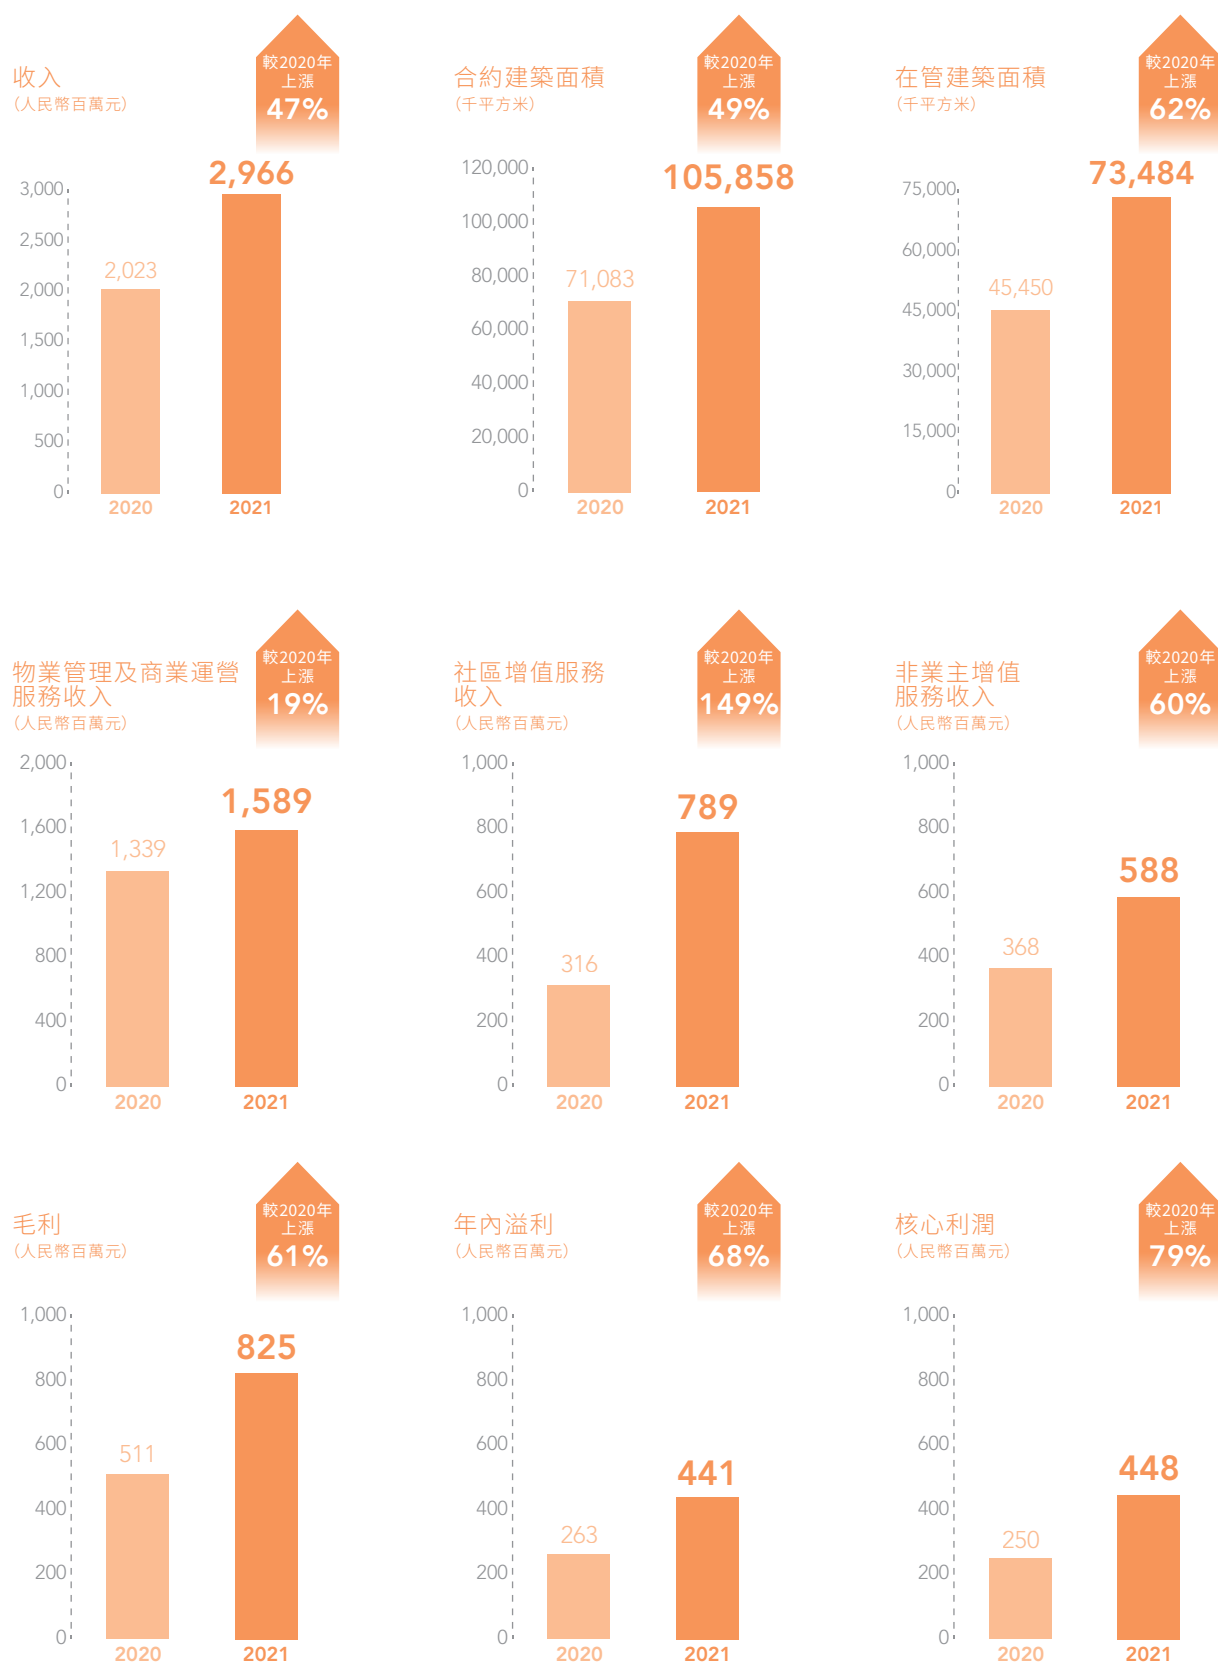 收入
(人民幣百萬元)
較2020年
上漲
47%
3,000
2,500
2,000
1,500
1,000
500
0
2,023
2,966
2020
2021
合約建築面積
(千平方米)
較2020年
上漲
49%
120,000
100,000
80,000
60,000
40,000
20,000
0
71,083
105,858
2020
2021
在管建築面積
(千平方米)
較2020年
上漲
62%
75,000
60,000
45,000
30,000
15,000
0
45,450
73,484
2020
2021
物業管理及商業運營
服務收入
(人民幣百萬元)
較2020年
上漲
19%
2,000
1,600
1,200
800
400
0
1,339
1,589
2020
2021
社區增值服務
收入
(人民幣百萬元)
較2020年
上漲
149%
1,000
800
600
400
200
0
316
789
2020
2021
非業主增值
服務收入
(人民幣百萬元)
較2020年
上漲
60%
1,000
800
600
400
200
0
368
588
2020
2021
毛利
(人民幣百萬元)
較2020年
上漲
61%
1,000
800
600
400
200
0
511
825
2020
2021
年內溢利
(人民幣百萬元)
較2020年
上漲
68%
1,000
800
600
400
200
0
263
441
2020
2021
核心利潤
(人民幣百萬元)
較2020年
上漲
79%
1,000
800
600
400
200
0
250
448
2020
2021